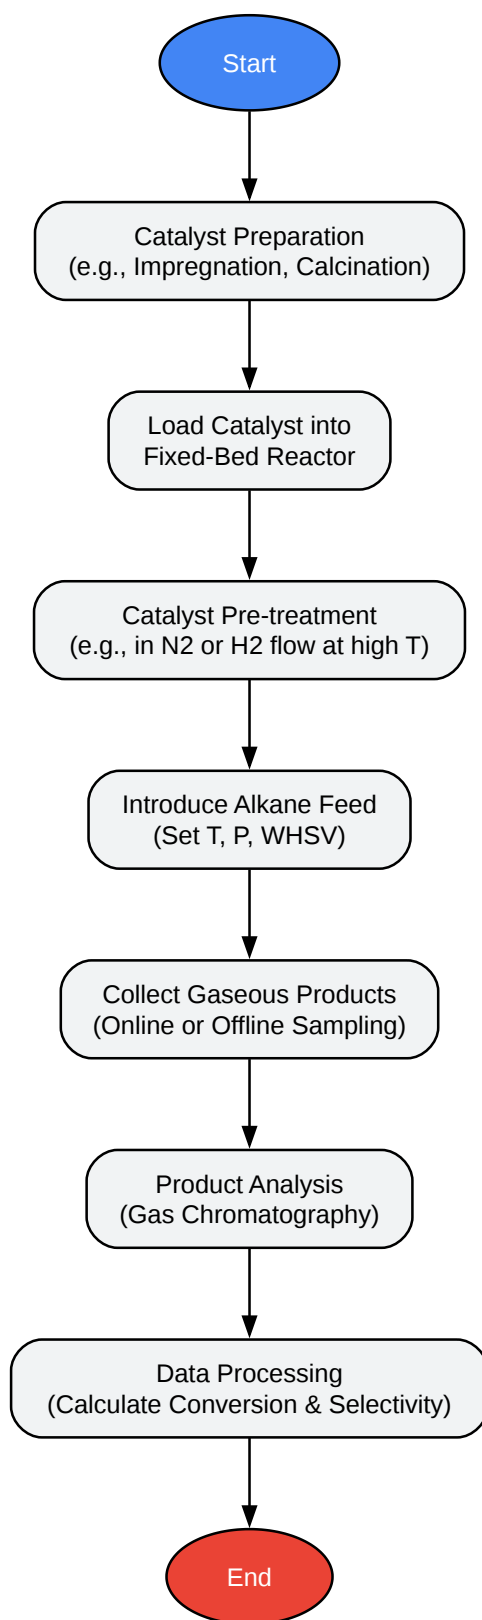 Start
Catalyst Preparation
(e.g., Impregnation, Calcination)
Load Catalyst into
Fixed-Bed Reactor
Catalyst Pre-treatment
(e.g., in N2 or H2 flow at high T)
Introduce Alkane Feed
(Set T, P, WHSV)
Collect Gaseous Products
(Online or Offline Sampling)
Product Analysis
(Gas Chromatography)
Data Processing
(Calculate Conversion & Selectivity)
End